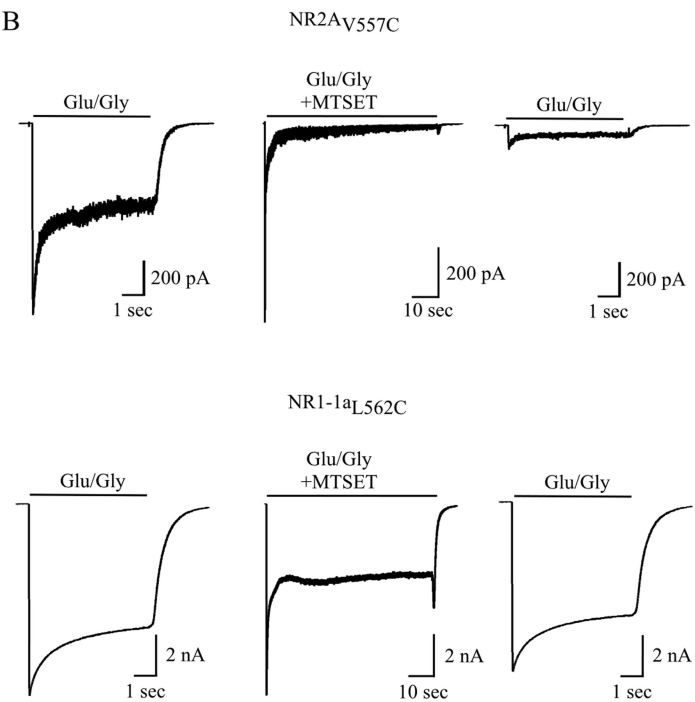 B
NR2AV557C
Glu/Gly
Glu/Gly
+MTSET
Glu/Gly
200 pA
1 sec
200 pA
10 sec
200 pA
1 sec
NR1-1aL562C
Glu/Gly
Glu/Gly
+MTSET
Glu/Gly
2 nA
1 sec
2 nA
10 sec
2 nA
1 sec